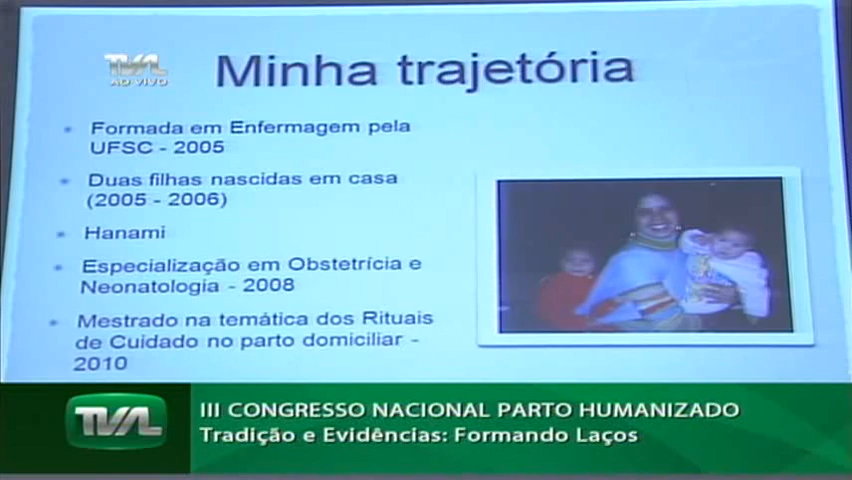 TVAL
AO VIVO
Minha trajetória
Formada em Enfermagem pela
UFSC - 2005
Duas filhas nascidas em casa
(2005 - 2006)
Hanami
Especialização em Obstetrícia e
Neonatologia - 2008
Mestrado na temática dos Rituais
de Cuidado no parto domiciliar -
2010
TVAL
III CONGRESSO NACIONAL PARTO HUMANIZADO
Tradição e Evidências: Formando Laços